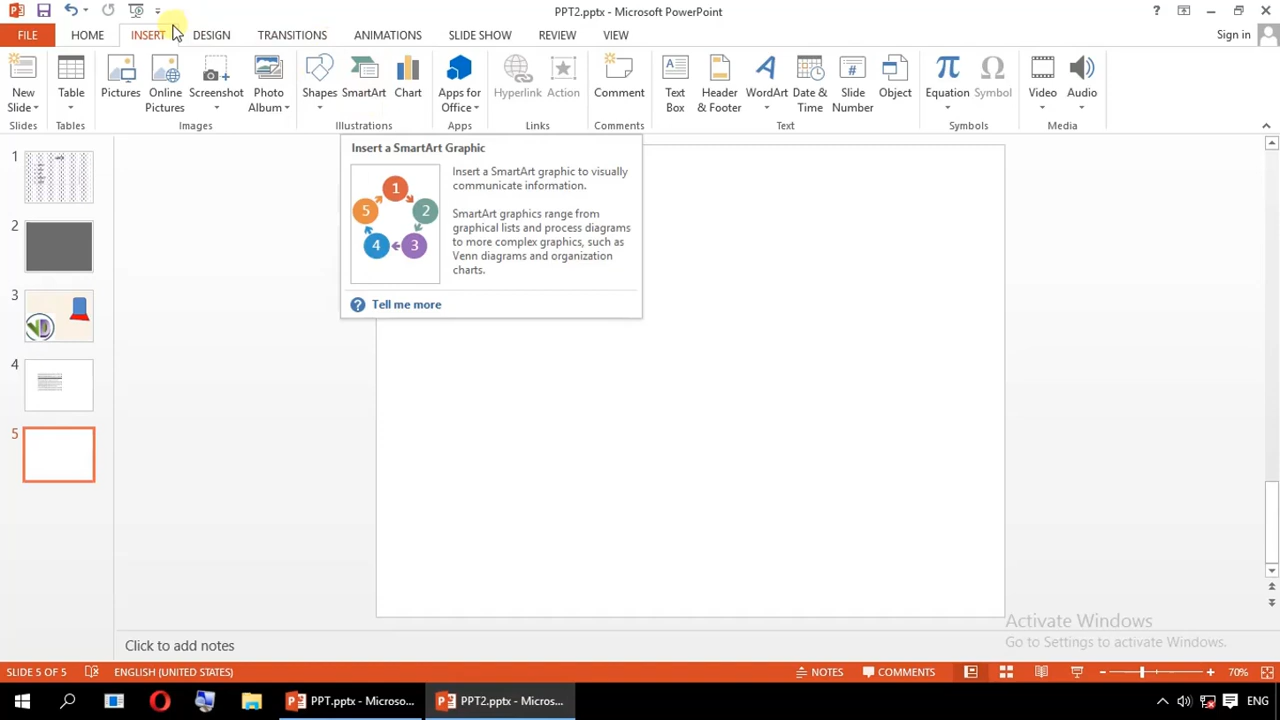 PPT2.pptx - Microsoft PowerPoint
FILE HOME INSERT DESIGN TRANSITIONS ANIMATIONS SLIDE SHOW REVIEW VIEW Sign in
New Slide Table Pictures Online Pictures Screenshot Photo Album Shapes SmartArt Chart Apps for Office Hyperlink Action Comment Text Box Header & Footer WordArt Date & Time Slide Number Object Equation Symbol Video Audio
Slides Tables Images Illustrations Apps Links Comments Text Symbols Media
Insert a SmartArt Graphic
Insert a SmartArt graphic to visually
communicate information.
SmartArt graphics range from
graphical lists and process diagrams
to more complex graphics, such as
Venn diagrams and organization
charts.
1
2
3
4
5
Tell me more
1
2
3
4
5
Activate Windows
Go to Settings to activate Windows.
Click to add notes
SLIDE 5 OF 5 ENGLISH (UNITED STATES) NOTES COMMENTS 70%
PPT.pptx - Microso... PPT2.pptx - Micros... ENG